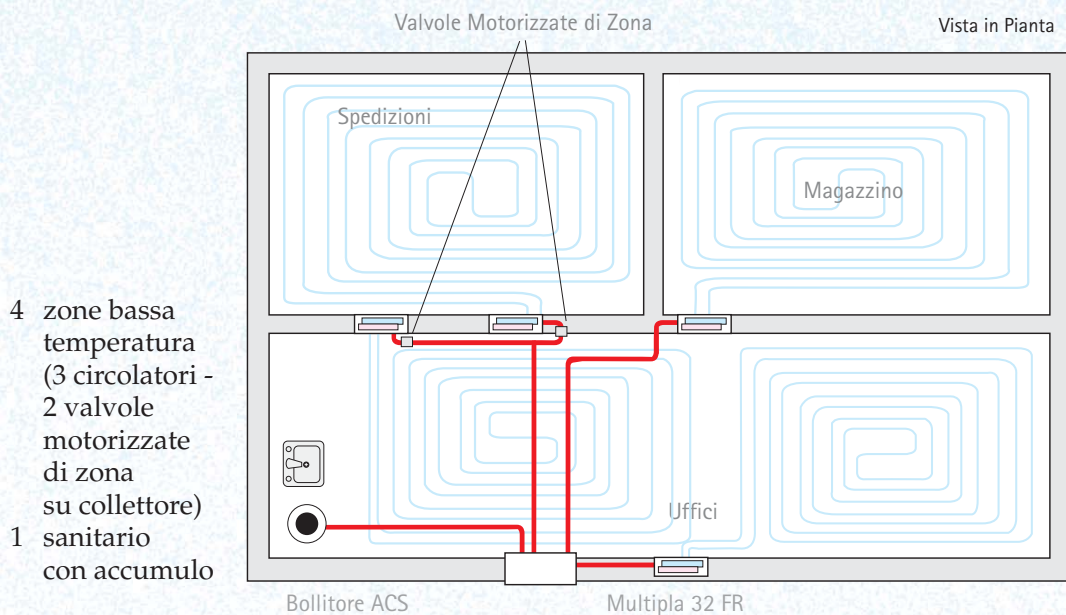 Valvole Motorizzate di Zona
Vista in Pianta
Spedizioni
Magazzino
4 zone bassa
temperatura
(3 circolatori -
2 valvole
motorizzate
di zona
su collettore)
1 sanitario
con accumulo
Uffici
Bollitore ACS
Multipla 32 FR